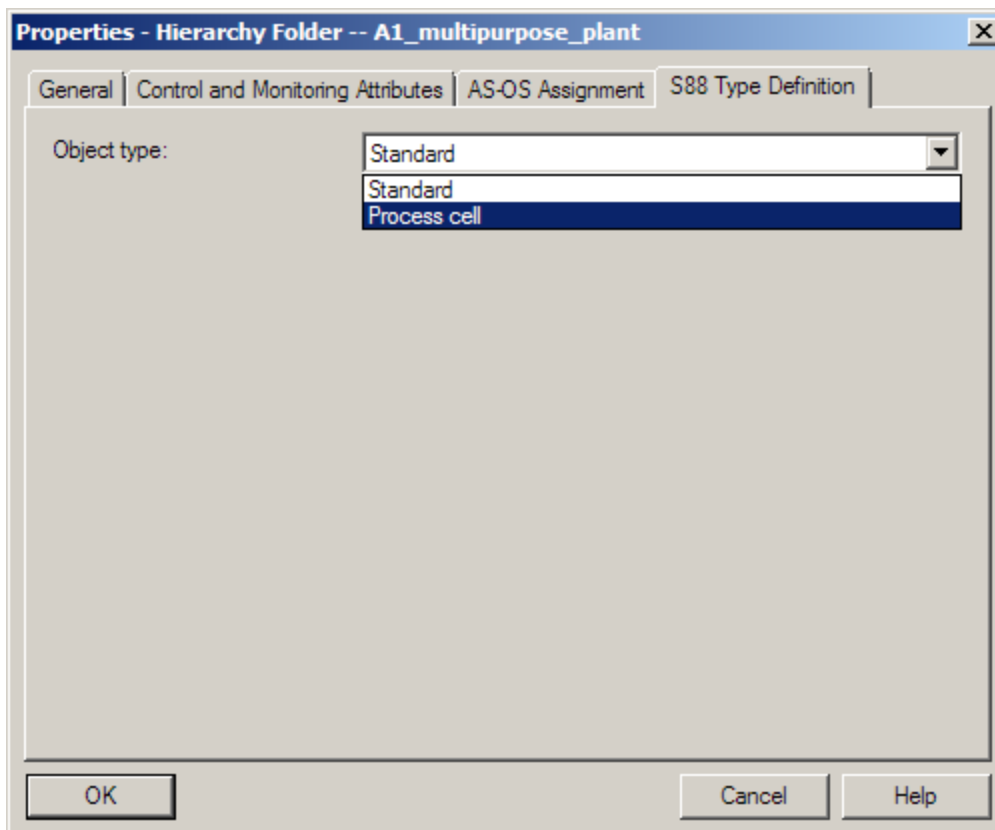 Properties - Hierarchy Folder -- A1_multipurpose_plant
General Control and Monitoring Attributes AS-OS Assignment S88 Type Definition
Object type: Standard
Standard
Process cell
OK Cancel Help